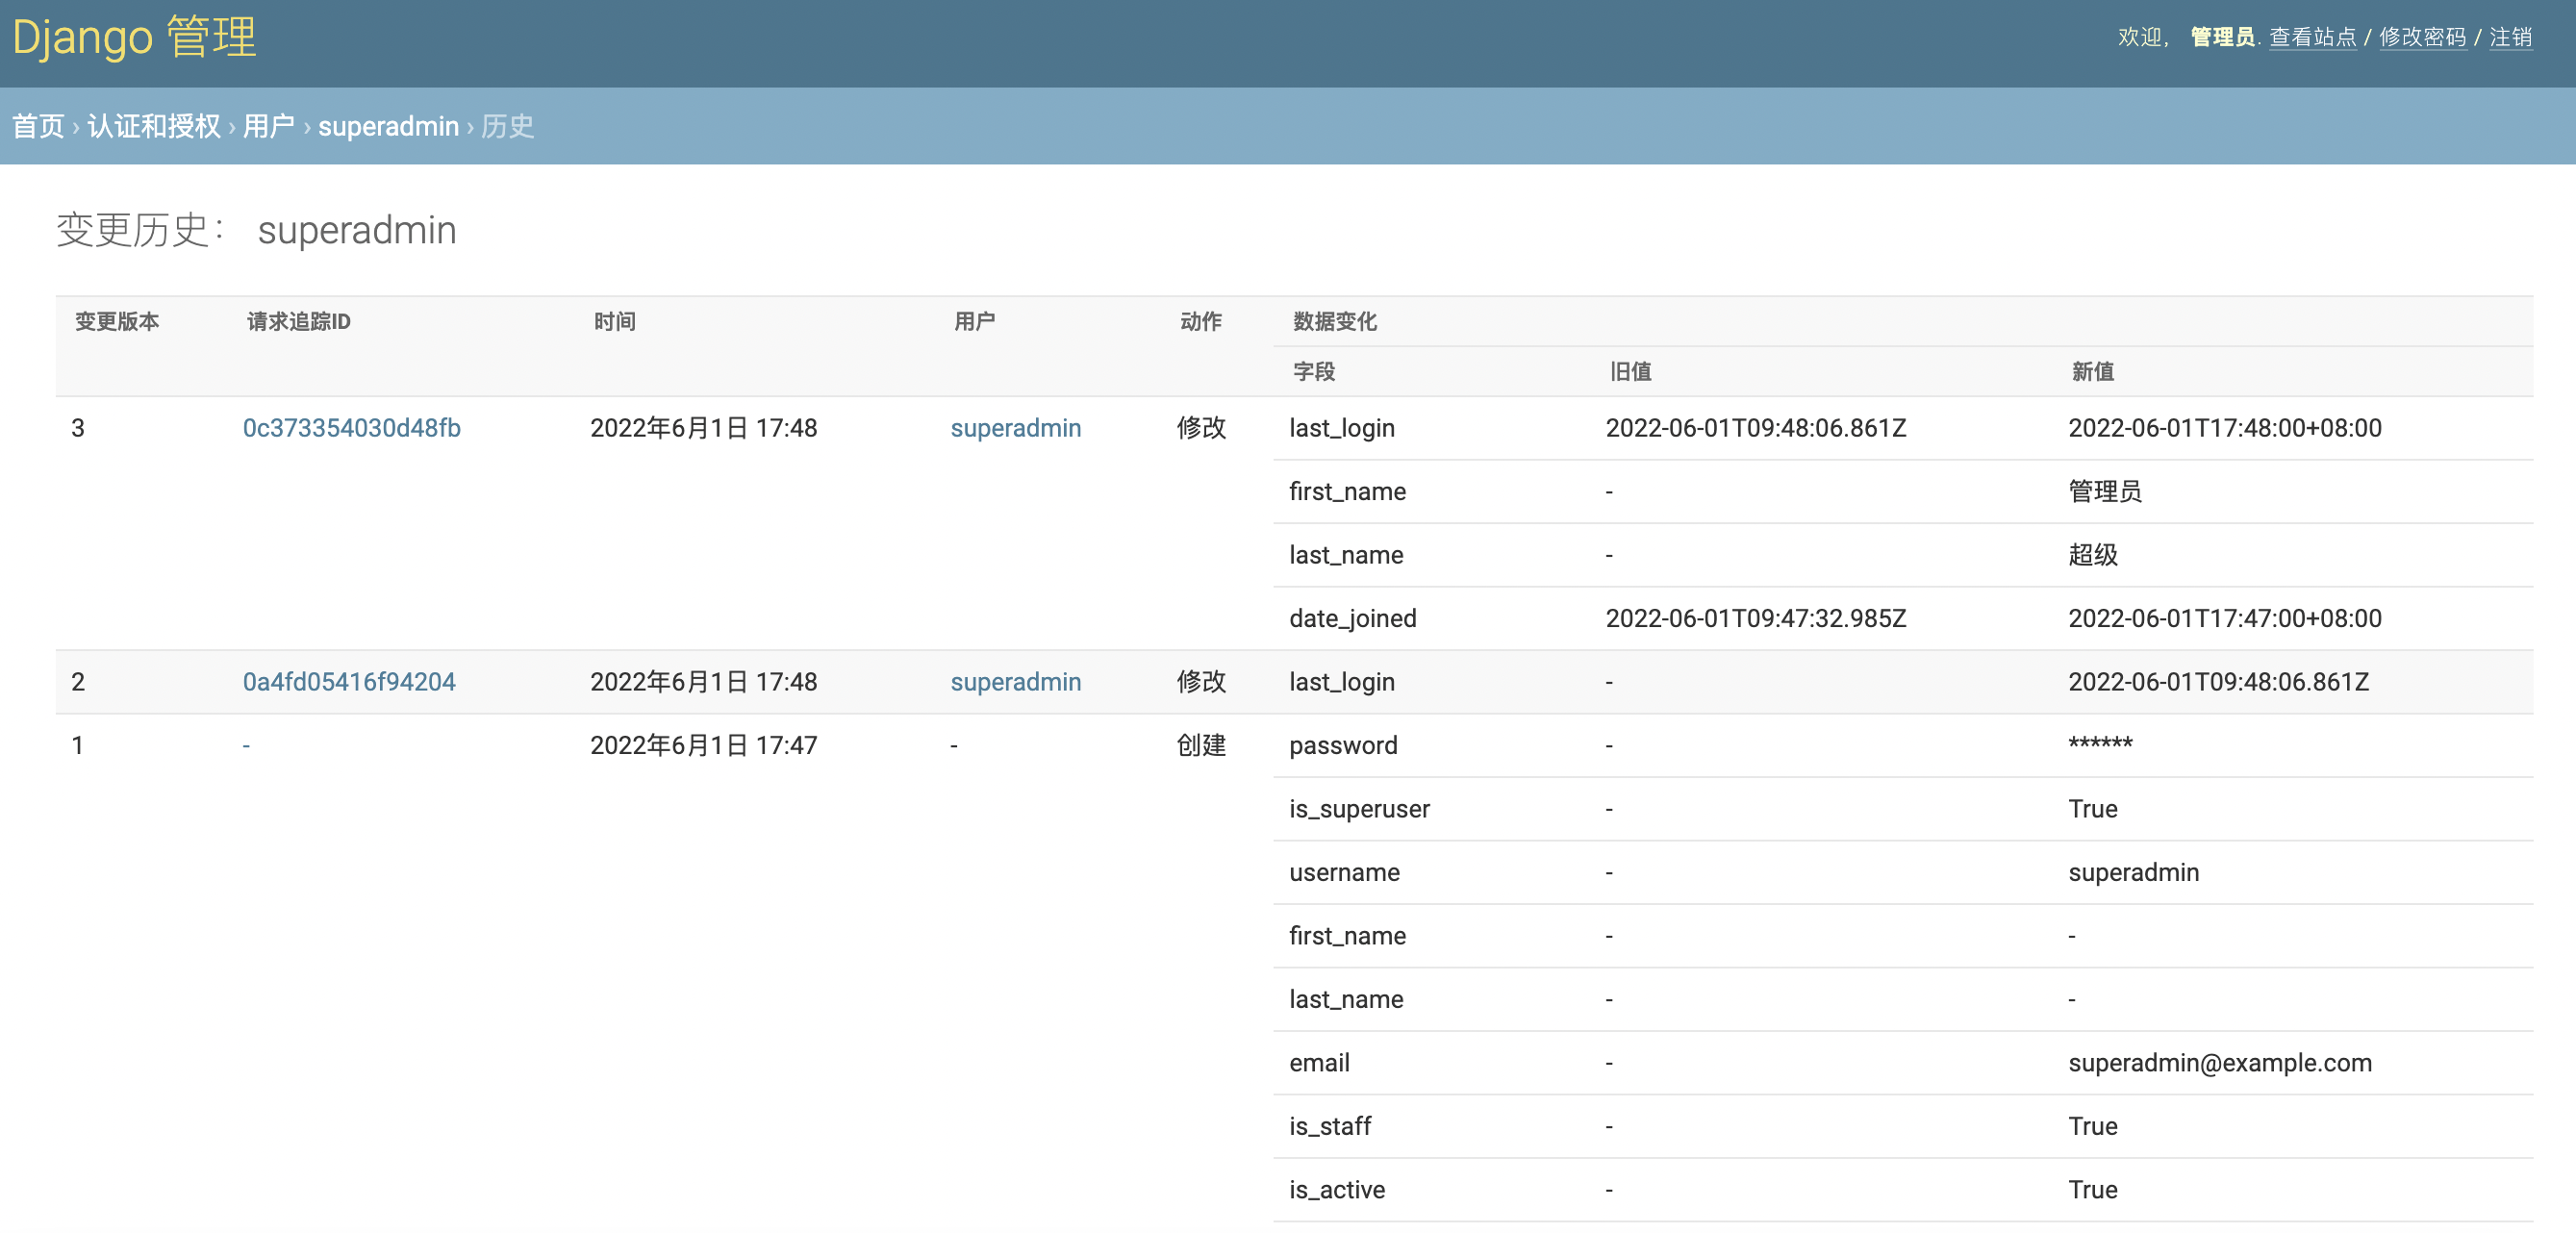 Django 管理
欢迎， 管理员. 查看站点 / 修改密码 / 注销
首页 › 认证和授权 › 用户 › superadmin › 历史
变更历史： superadmin
变更版本 请求追踪ID 时间 用户 动作 数据变化
字段 旧值 新值
3 0c373354030d48fb 2022年6月1日 17:48 superadmin 修改 last_login 2022-06-01T09:48:06.861Z 2022-06-01T17:48:00+08:00
first_name - 管理员
last_name - 超级
date_joined 2022-06-01T09:47:32.985Z 2022-06-01T17:47:00+08:00
2 0a4fd05416f94204 2022年6月1日 17:48 superadmin 修改 last_login - 2022-06-01T09:48:06.861Z
1 - 2022年6月1日 17:47 - 创建 password - ******
is_superuser - True
username - superadmin
first_name - -
last_name - -
email - superadmin@example.com
is_staff - True
is_active - True